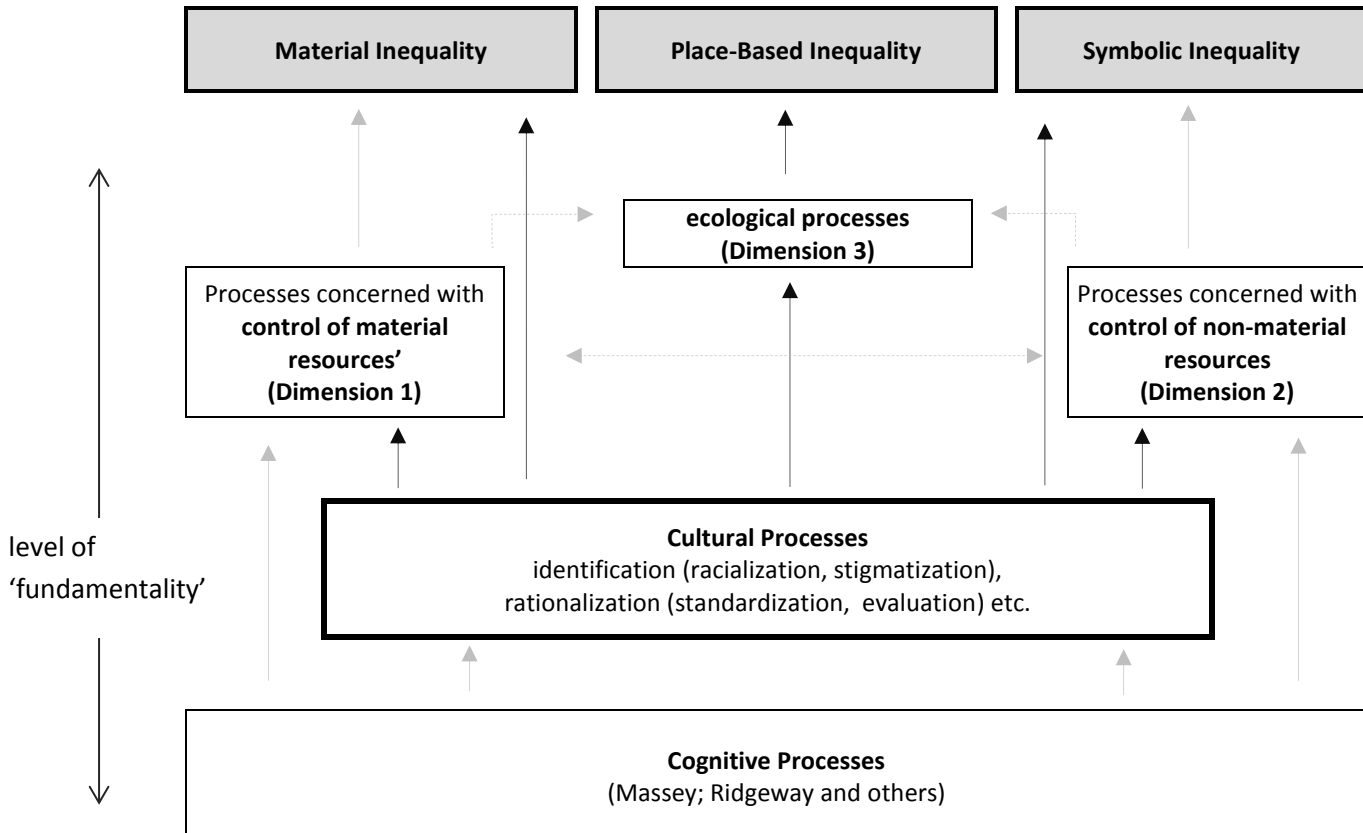 Material Inequality
Place-Based Inequality
Symbolic Inequality
ecological processes
(Dimension 3)
Processes concerned with
control of material
resources’
(Dimension 1)
Processes concerned with
control of non-material
resources
(Dimension 2)
level of
‘fundamentality’
Cultural Processes
identification (racialization, stigmatization),
rationalization (standardization, evaluation) etc.
Cognitive Processes
(Massey; Ridgeway and others)